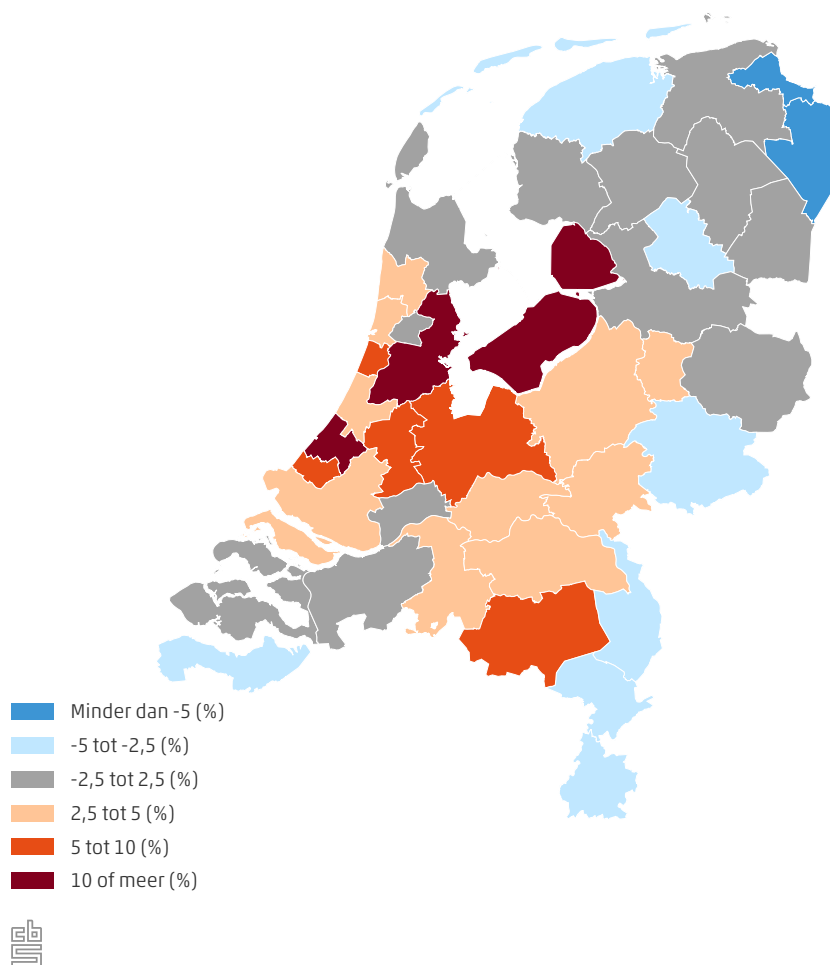 Minder dan -5 (%)
-5 tot -2,5 (%)
-2,5 tot 2,5 (%)
2,5 tot 5 (%)
5 tot 10 (%)
10 of meer (%)
cbs